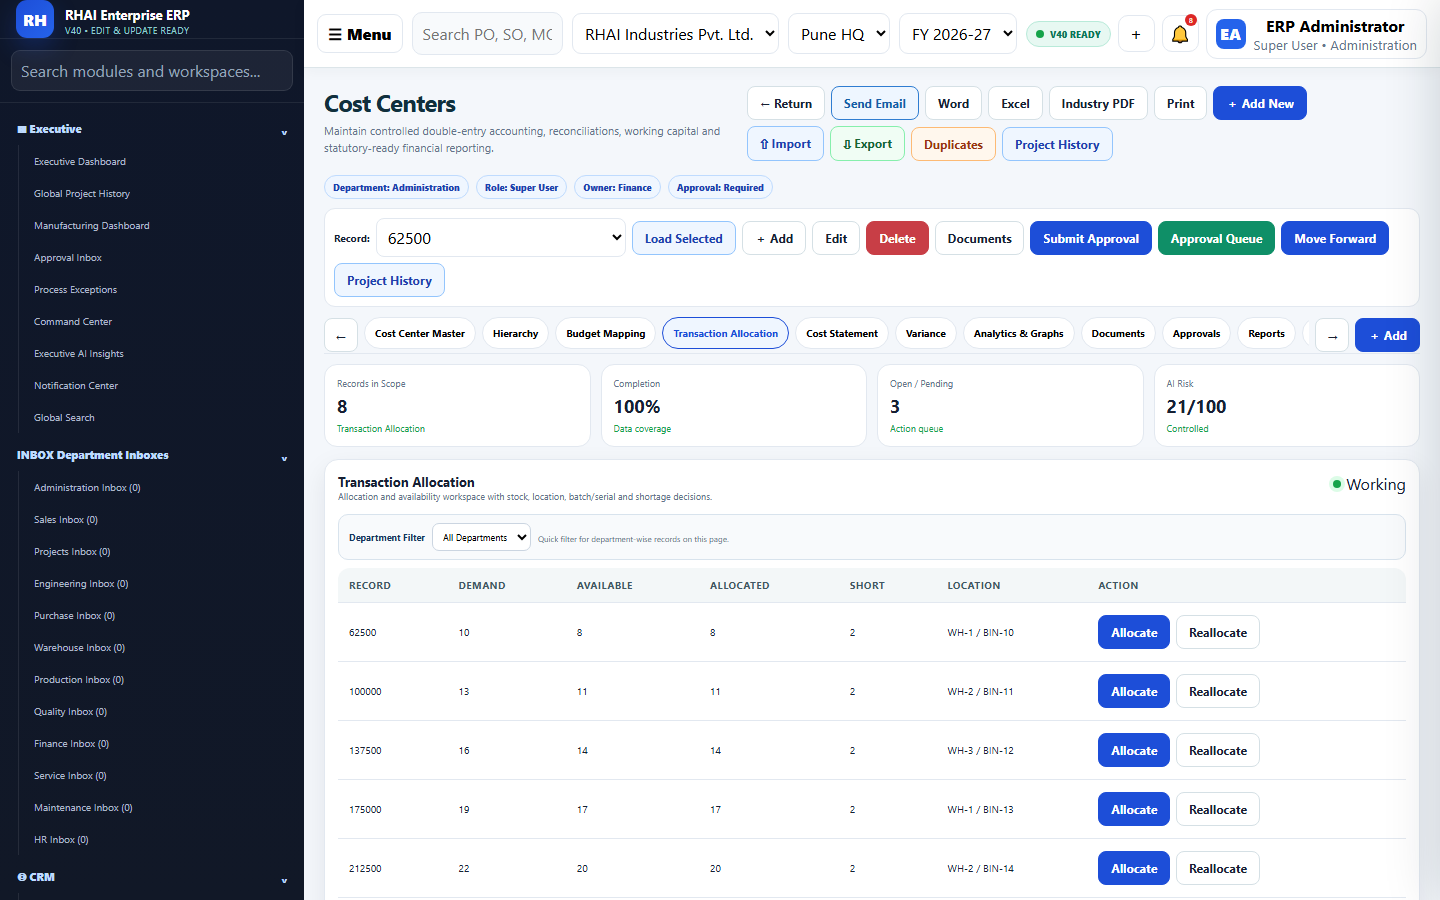 RH
RHAI Enterprise ERP
V40 • EDIT & UPDATE READY
Search modules and workspaces...
Executive
Executive Dashboard
Global Project History
Manufacturing Dashboard
Approval Inbox
Process Exceptions
Command Center
Executive AI Insights
Notification Center
Global Search
INBOX Department Inboxes
Administration Inbox (0)
Sales Inbox (0)
Projects Inbox (0)
Engineering Inbox (0)
Purchase Inbox (0)
Warehouse Inbox (0)
Production Inbox (0)
Quality Inbox (0)
Finance Inbox (0)
Service Inbox (0)
Maintenance Inbox (0)
HR Inbox (0)
CRM
☰ Menu
Search PO, SO, MO
RHAI Industries Pvt. Ltd.
Pune HQ
FY 2026-27
V40 READY
+
8
EA
ERP Administrator
Super User • Administration
Cost Centers
Maintain controlled double-entry accounting, reconciliations, working capital and
statutory-ready financial reporting.
← Return
Send Email
Word
Excel
Industry PDF
Print
+ Add New
⇧ Import
⇩ Export
Duplicates
Project History
Department: Administration
Role: Super User
Owner: Finance
Approval: Required
Record:
62500
Load Selected
+ Add
Edit
Delete
Documents
Submit Approval
Approval Queue
Move Forward
Project History
←
Cost Center Master
Hierarchy
Budget Mapping
Transaction Allocation
Cost Statement
Variance
Analytics & Graphs
Documents
Approvals
Reports
→
+ Add
Records in Scope
8
Transaction Allocation
Completion
100%
Data coverage
Open / Pending
3
Action queue
AI Risk
21/100
Controlled
Transaction Allocation
Allocation and availability workspace with stock, location, batch/serial and shortage decisions.
Working
Department Filter
All Departments
Quick filter for department-wise records on this page.
RECORD DEMAND AVAILABLE ALLOCATED SHORT LOCATION ACTION
62500 10 8 8 2 WH-1 / BIN-10 Allocate Reallocate
100000 13 11 11 2 WH-2 / BIN-11 Allocate Reallocate
137500 16 14 14 2 WH-3 / BIN-12 Allocate Reallocate
175000 19 17 17 2 WH-1 / BIN-13 Allocate Reallocate
212500 22 20 20 2 WH-2 / BIN-14 Allocate Reallocate